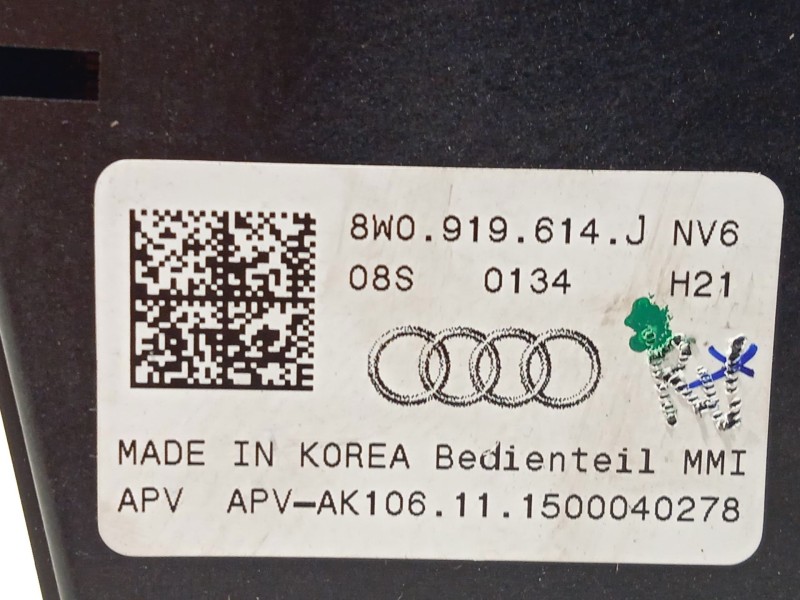 8W0.919.614.J NV6
08S 0134 H21
MADE IN KOREA Bedienteil MMI
APV APV-AK106.11.1500040278